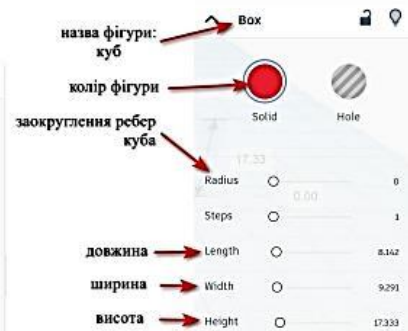 назва фігури:
куб
Box
колір фігури
Solid
Hole
заокруглення ребер
куба
17.33
Radius
0
0.00
Steps
1
довжина
Length
8.142
ширина
Width
9.291
висота
Height
17.333